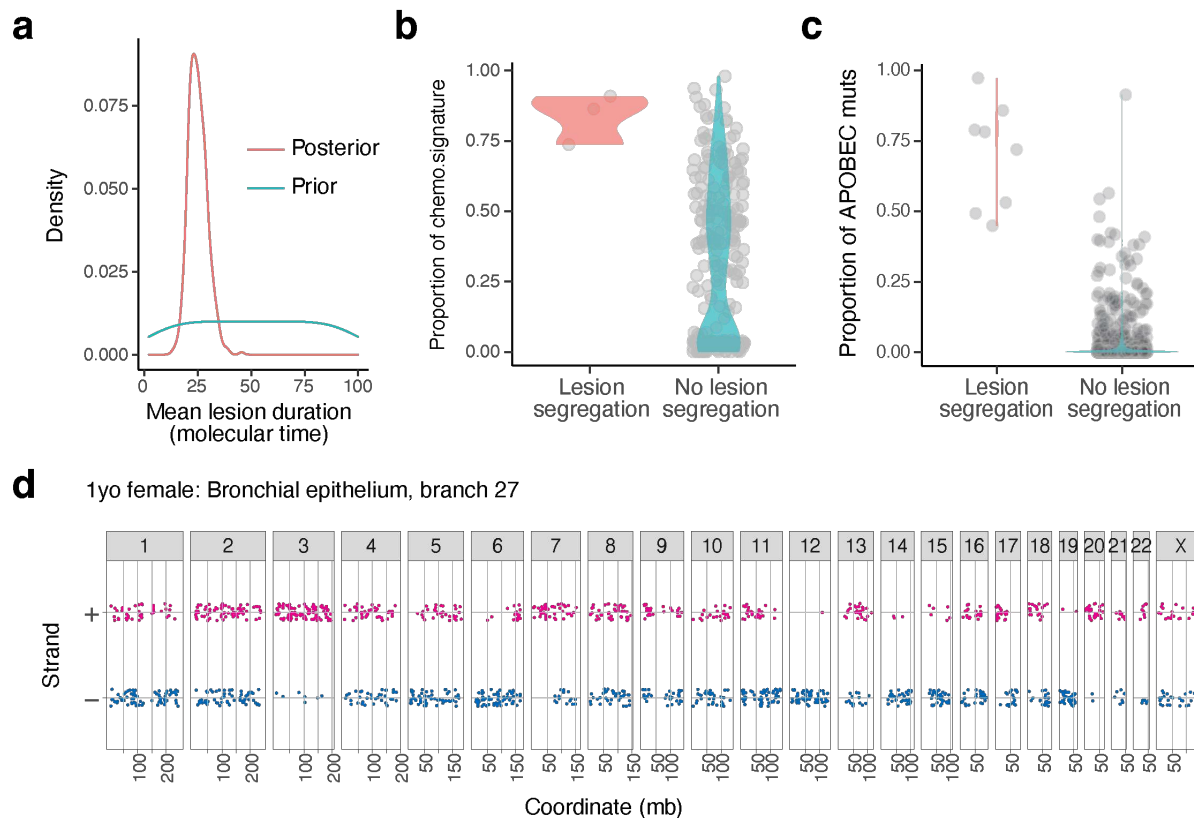 a
0.075
0.050
0.025
0.000
Density
Posterior
Prior
0 25 50 75 100
Mean lesion duration
(molecular time)
b
1.00
0.75
0.50
0.25
0.00
Proportion of chemo.signature
Lesion
segregation
No lesion
segregation
c
1.00
0.75
0.50
0.25
0.00
Proportion of APOBEC muts
Lesion
segregation
No lesion
segregation
d
1yo female: Bronchial epithelium, branch 27
1 2 3 4 5 6 7 8 9 10 11 12 13 14 15 16 17 18 19 20 21 22 X
+
−
Strand
100 200 100 200 100 200 100 200 50 150 50 150 50 150 50 150 50 100 50 100 50 100 50 100 50 100 50 100 50 100 50 50 50 50 50 50 50 50
Coordinate (mb)